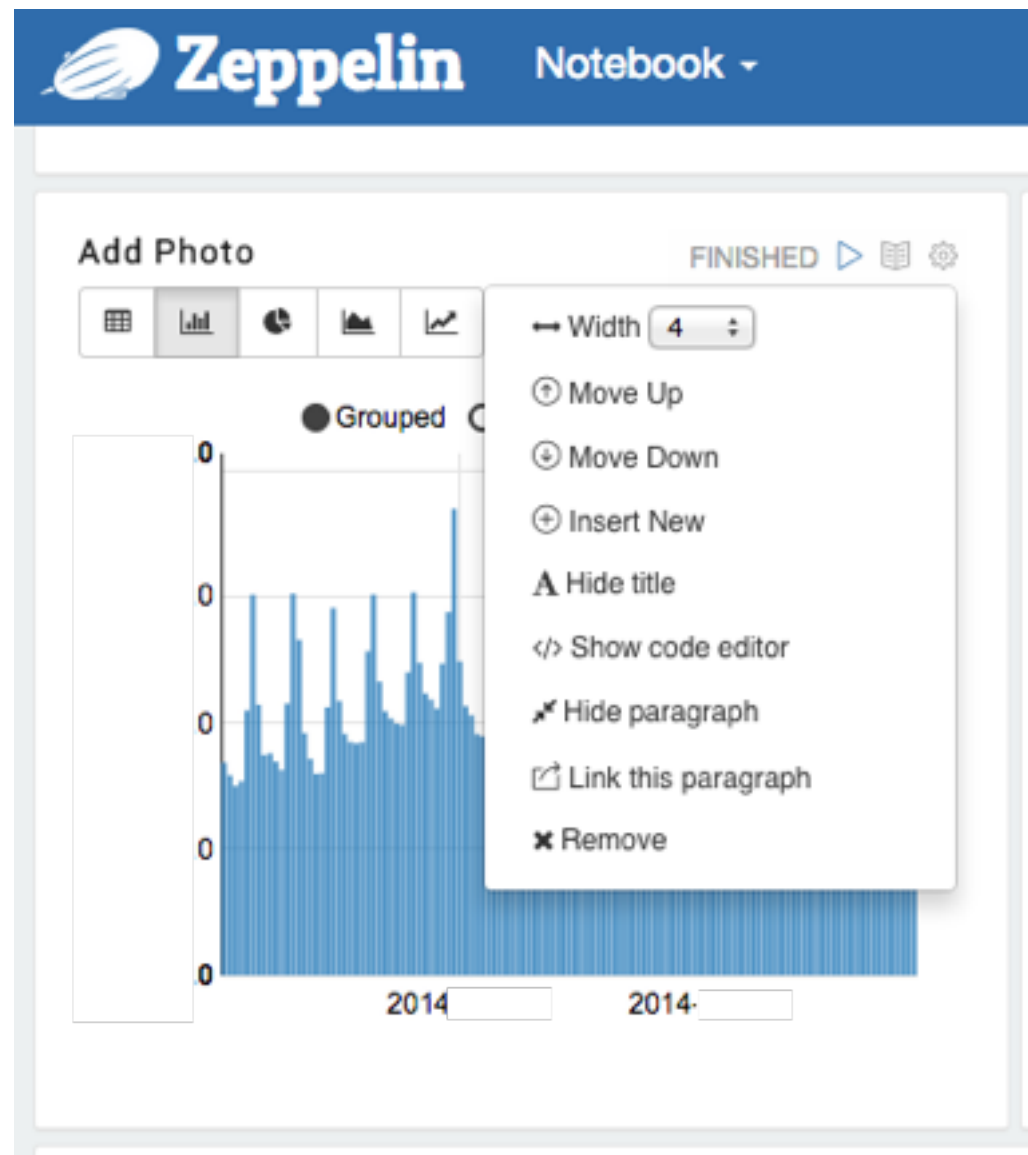 Zeppelin Notebook
Add Photo
FINISHED
Width 4
Move Up
Grouped
Move Down
.0
Insert New
Hide title
0
Show code editor
Hide paragraph
0
Link this paragraph
Remove
0
.0
2014 2014-